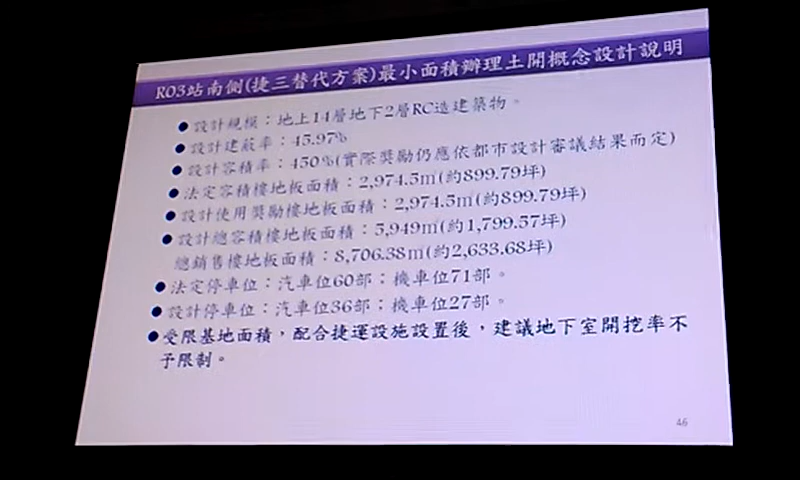 R03站南側(捷三替代方案)最小面積辦理土開概念設計說明
●設計規模：地上14層地下2層RC造建築物。
●設計建蔽率：45.97%
●設計容積率：450%(實際獎勵仍應依都市設計審議結果而定)
●法定容積樓地板面積：2,974.5㎡(約899.79坪)
●設計使用獎勵樓地板面積：2,974.5㎡(約899.79坪)
●設計總容積樓地板面積：5,949㎡(約1,799.57坪)
總銷售樓地板面積：8,706.38㎡(約2,633.68坪)
●法定停車位：汽車位60部；機車位71部。
●設計停車位：汽車位36部；機車位27部。
●受限基地面積，配合捷運設施設置後，建議地下室開挖率不
予限制。
46